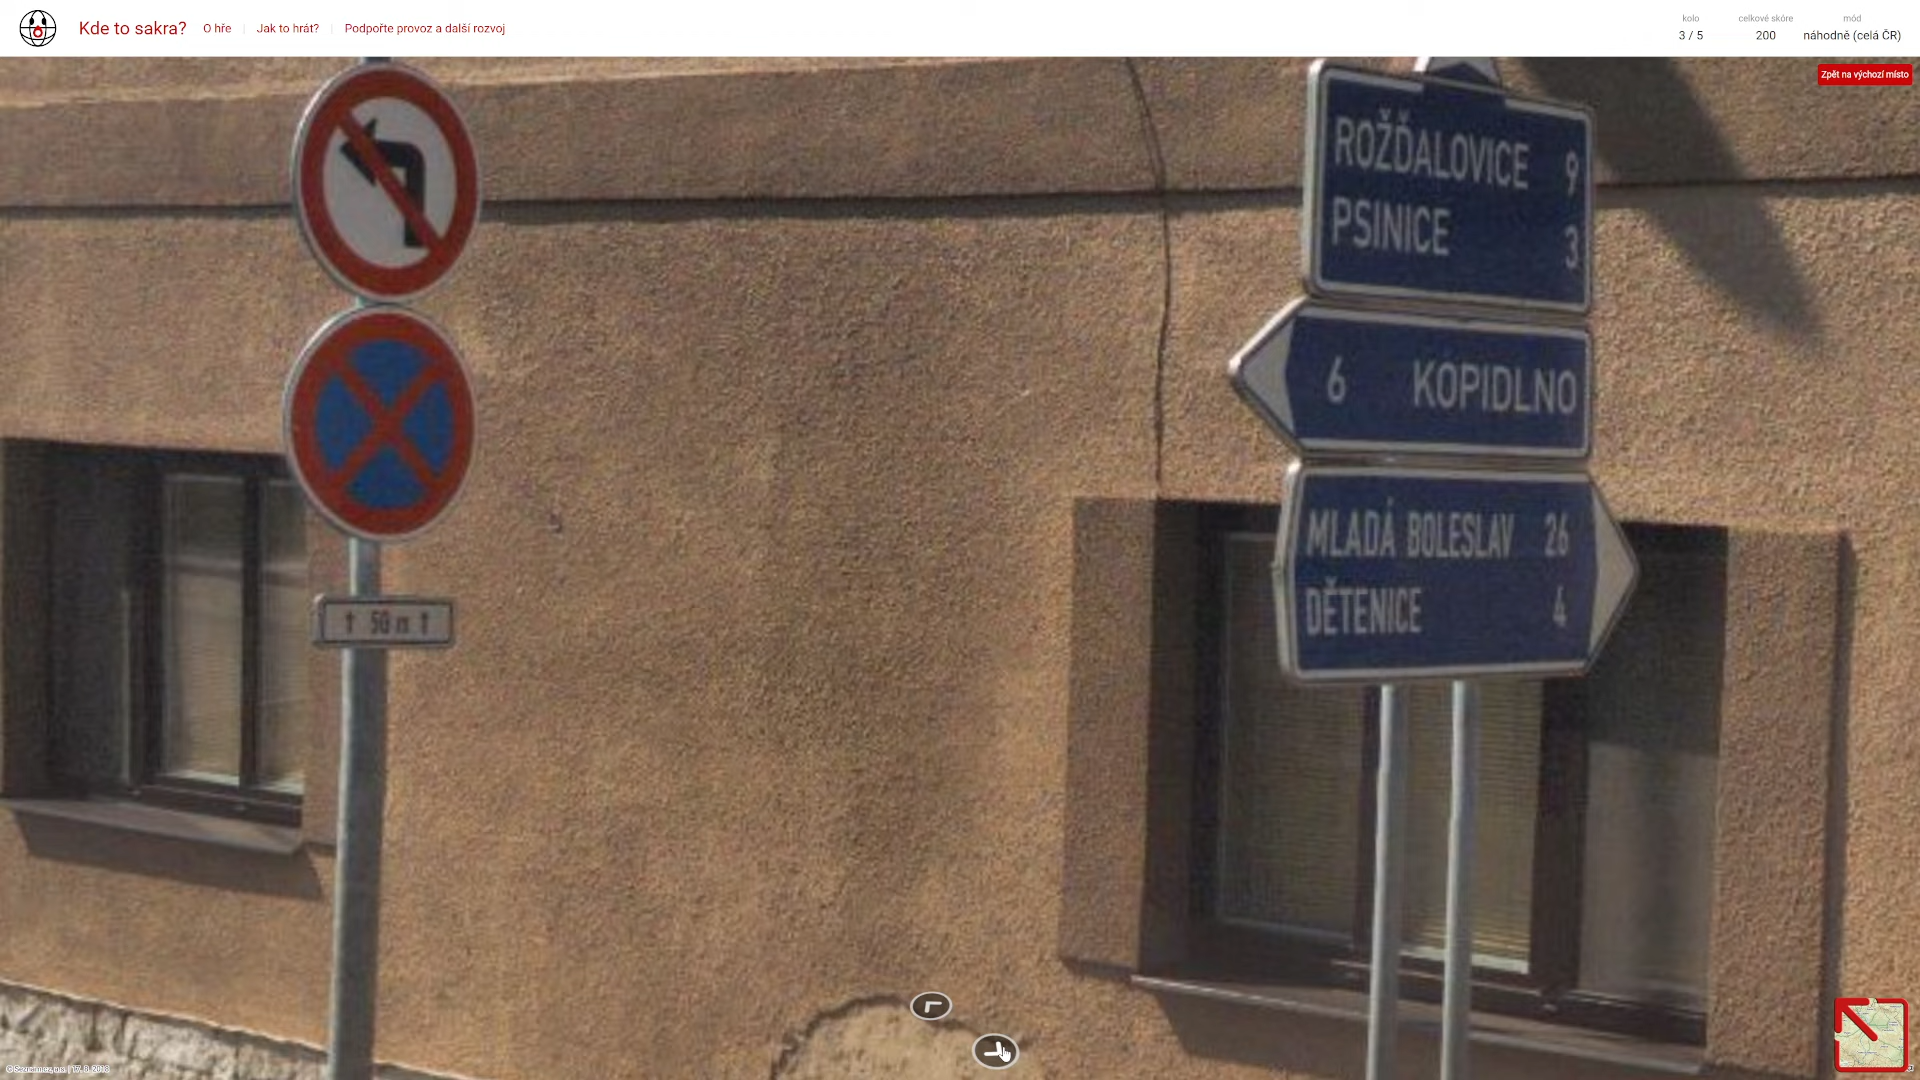 Kde to sakra?
O hře
Jak to hrát?
Podpořte provoz a další rozvoj
kolo
3 / 5
celkové skóre
200
mód
náhodně (celá ČR)
Zpět na výchozí místo
ROŽĎALOVICE 9
PSINICE 3
6 KOPIDLNO
MLADÁ BOLESLAV 26
DĚTENICE 4
↑ 50 m ↑